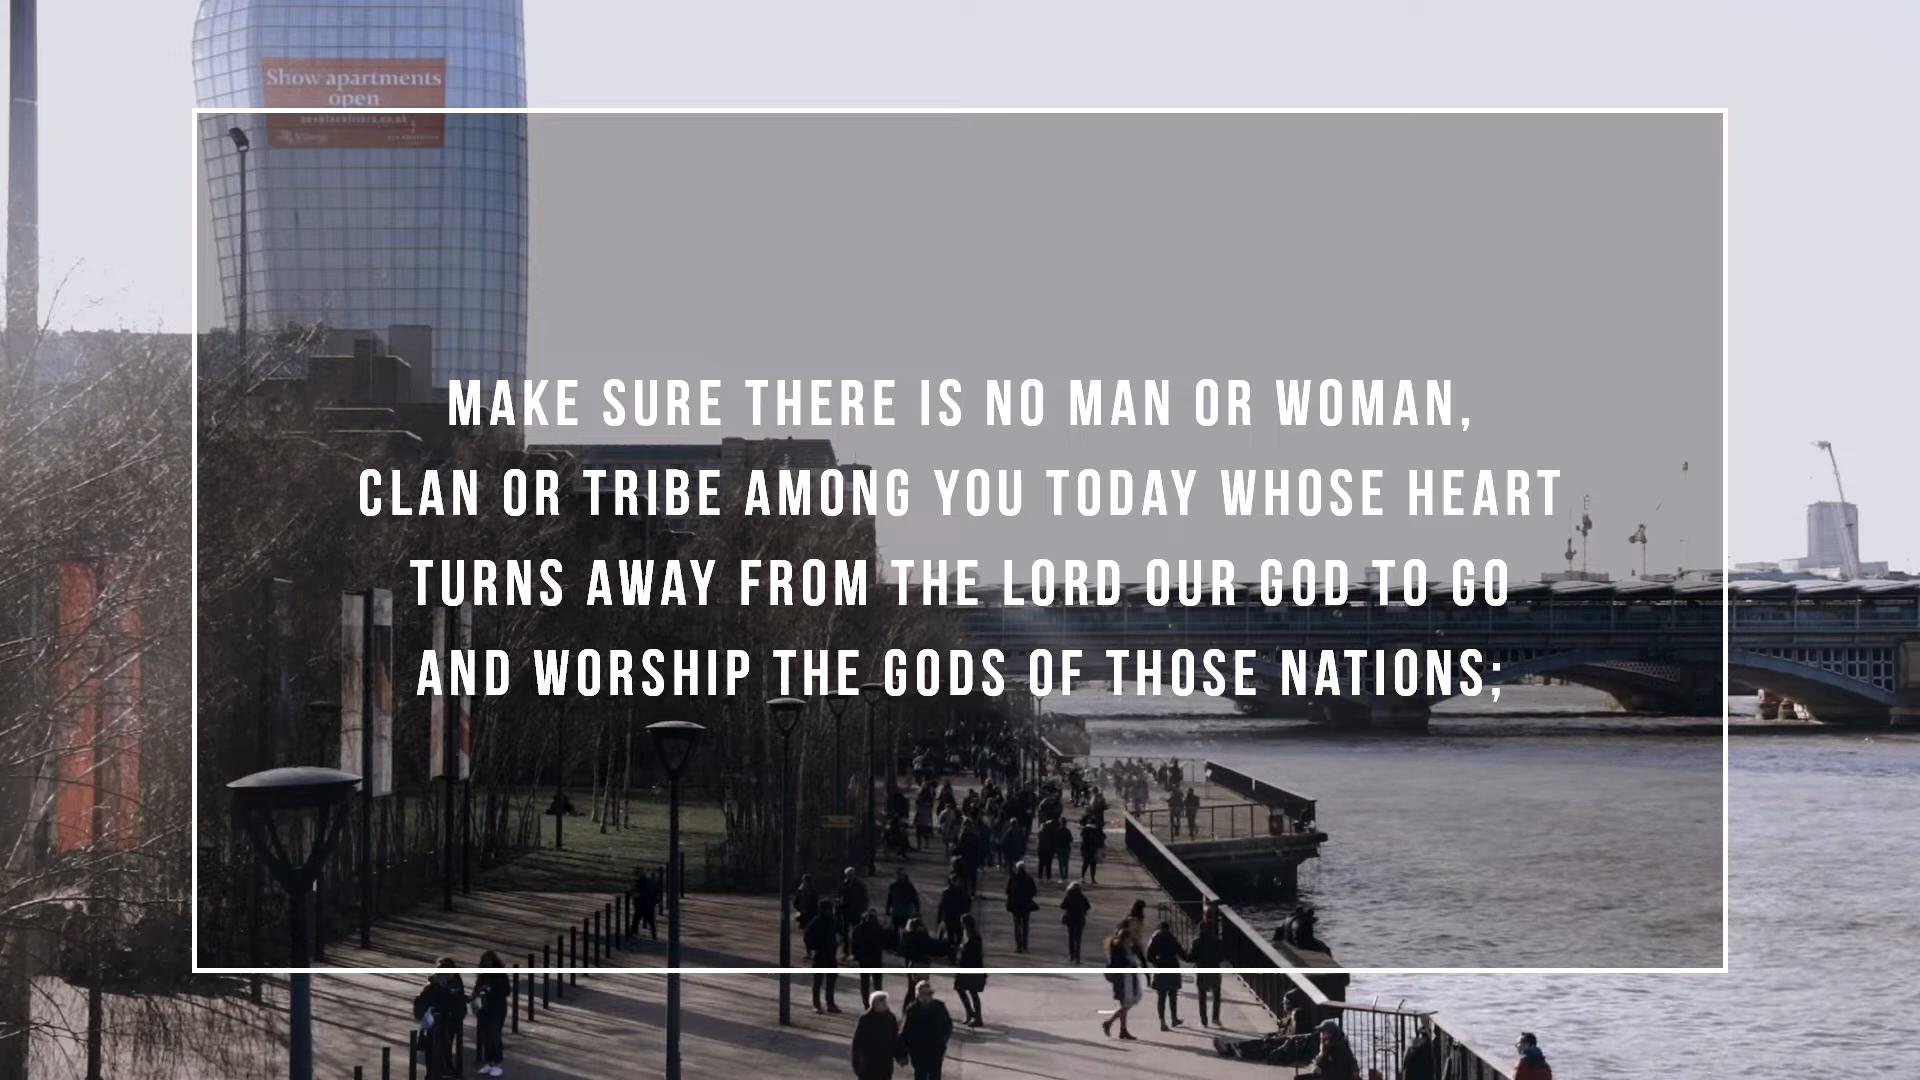 Show apartments
open
MAKE SURE THERE IS NO MAN OR WOMAN,
CLAN OR TRIBE AMONG YOU TODAY WHOSE HEART
TURNS AWAY FROM THE LORD OUR GOD TO GO
AND WORSHIP THE GODS OF THOSE NATIONS;